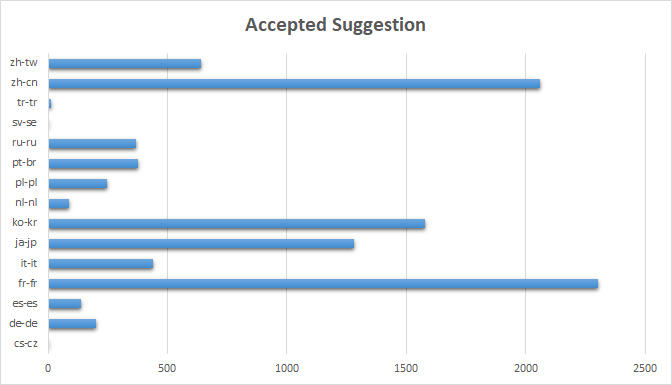 Accepted Suggestion
zh-tw
zh-cn
tr-tr
sv-se
ru-ru
pt-br
pl-pl
nl-nl
ko-kr
ja-jp
it-it
fr-fr
es-es
de-de
cs-cz
0 500 1000 1500 2000 2500